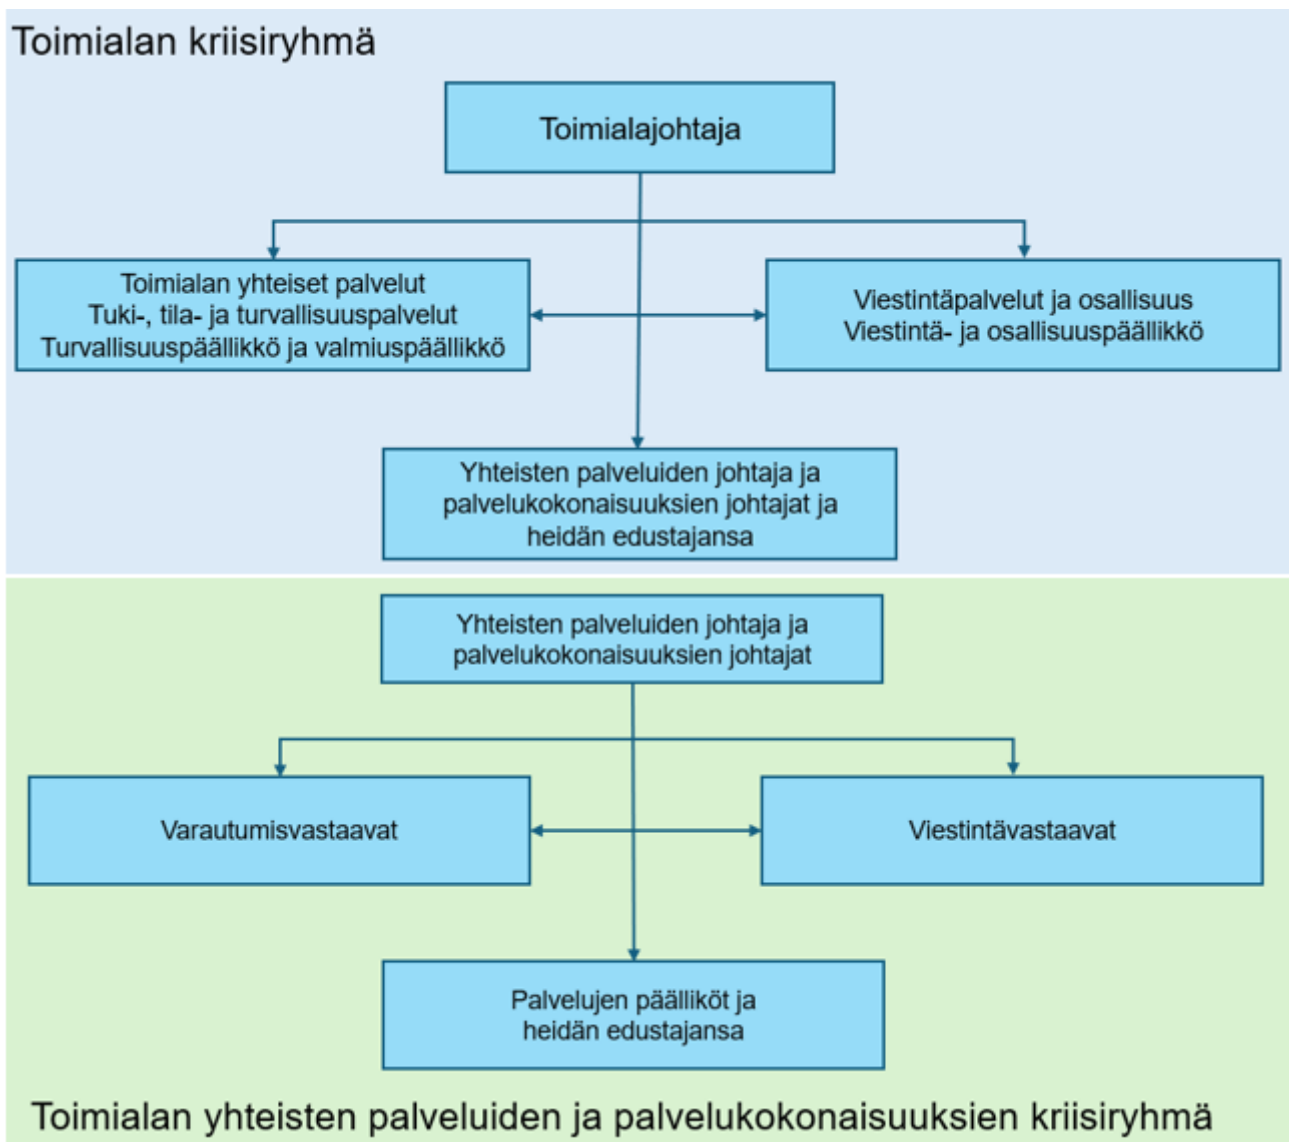 Toimialan kriisiryhmä
Toimialajohtaja
Toimialan yhteiset palvelut
Tuki-, tila- ja turvallisuuspalvelut
Turvallisuuspäällikkö ja valmiuspäällikkö
Viestintäpalvelut ja osallisuus
Viestintä- ja osallisuuspäällikkö
Yhteisten palveluiden johtaja ja
palvelukokonaisuuksien johtajat ja
heidän edustajansa
Yhteisten palveluiden johtaja ja
palvelukokonaisuuksien johtajat
Varautumisvastaavat
Viestintävastaavat
Palvelujen päälliköt ja
heidän edustajansa
Toimialan yhteisten palveluiden ja palvelukokonaisuuksien kriisiryhmä